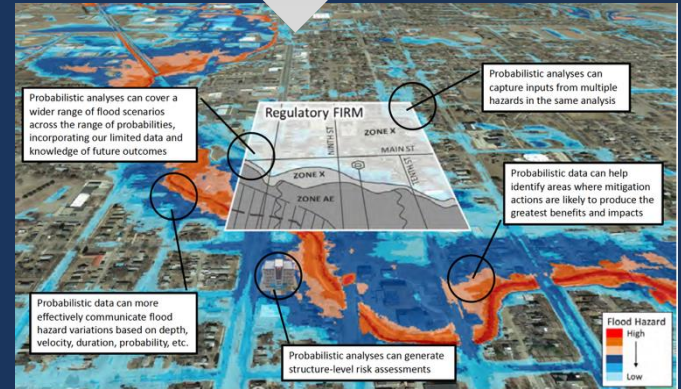 Probabilistic analyses can cover a
wider range of flood scenarios
across the range of probabilities,
incorporating our limited data and
knowledge of future outcomes
Regulatory FIRM
ZONE X
NINTH ST
MAIN ST
TENTH ST
ZONE X
ZONE AE
Probabilistic analyses can
capture inputs from multiple
hazards in the same analysis
Probabilistic data can help
identify areas where mitigation
actions are likely to produce the
greatest benefits and impacts
Probabilistic data can more
effectively communicate flood
hazard variations based on depth,
velocity, duration, probability, etc.
Probabilistic analyses can generate
structure-level risk assessments
Flood Hazard
High
Low